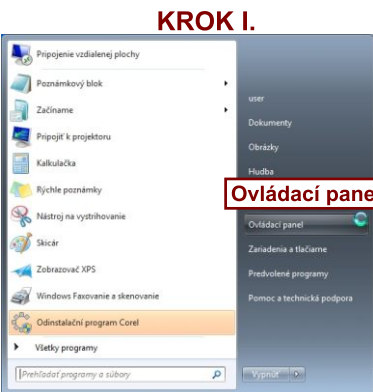 KROK I.
Pripojenie vzdialenej plochy
Poznámkový blok
Začíname
Pripojiť k projektoru
Kalkulačka
Rýchle poznámky
Nástroj na vystrihovanie
Skicár
Zobrazovač XPS
Windows Faxovanie a skenovanie
Odinštalační program Corel
Všetky programy
Prehľadať programy a súbory
user
Dokumenty
Obrázky
Hudba
Ovládací pane
Ovládací panel
Zariadenia a tlačiarne
Predvolené programy
Pomoc a technická podpora
Vypnúť